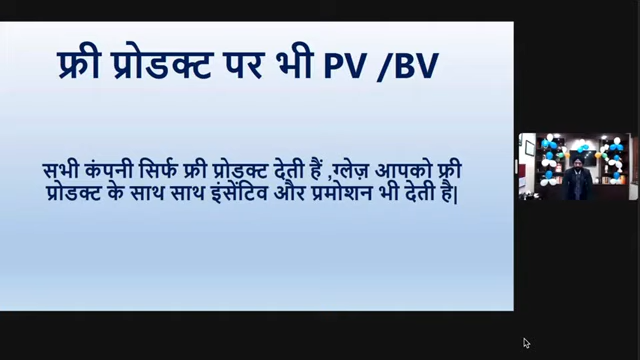 फ्री प्रोडक्ट पर भी PV /BV
सभी कंपनी सिर्फ फ्री प्रोडक्ट देती हैं ,ग्लेज़ आपको फ्री
प्रोडक्ट के साथ साथ इंसेंटिव और प्रमोशन भी देती है|